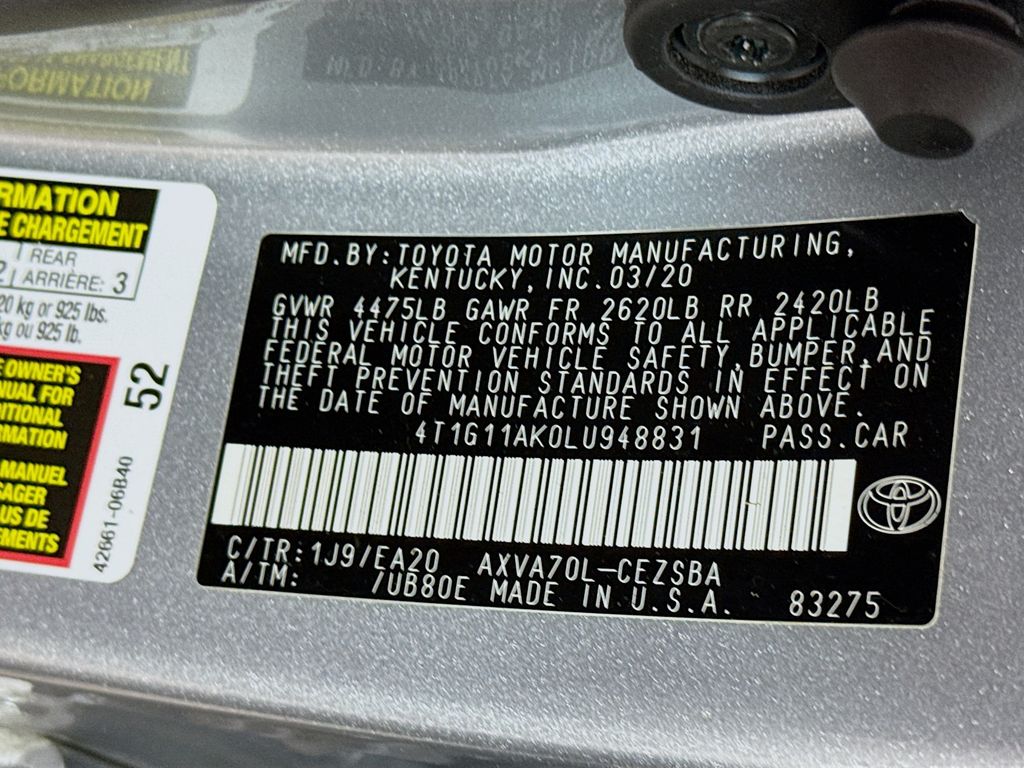 RMATION
E CHARGEMENT
REAR
ARRIÈRE: 3
20 kg or 925 lbs.
kg ou 925 lb.
E OWNER'S
NUAL FOR
DITIONAL
RMATION
MANUEL
SAGER
US DE
EMENTS
52
42661-06B40
MFD.BY:TOYOTA MOTOR MANUFACTURING,
KENTUCKY,INC.03/20
GVWR 4475LB GAWR FR 2620LB RR 2420LB
THIS VEHICLE CONFORMS TO ALL APPLICABLE
FEDERAL MOTOR VEHICLE SAFETY,BUMPER,AND
THEFT PREVENTION STANDARDS IN EFFECT ON
THE DATE OF MANUFACTURE SHOWN ABOVE.
4T1G11AK0LU948831 PASS.CAR
C/TR:1J9/EA20 AXVA70L-CEZSBA
A/TM: /UB80E MADE IN U.S.A. 83275